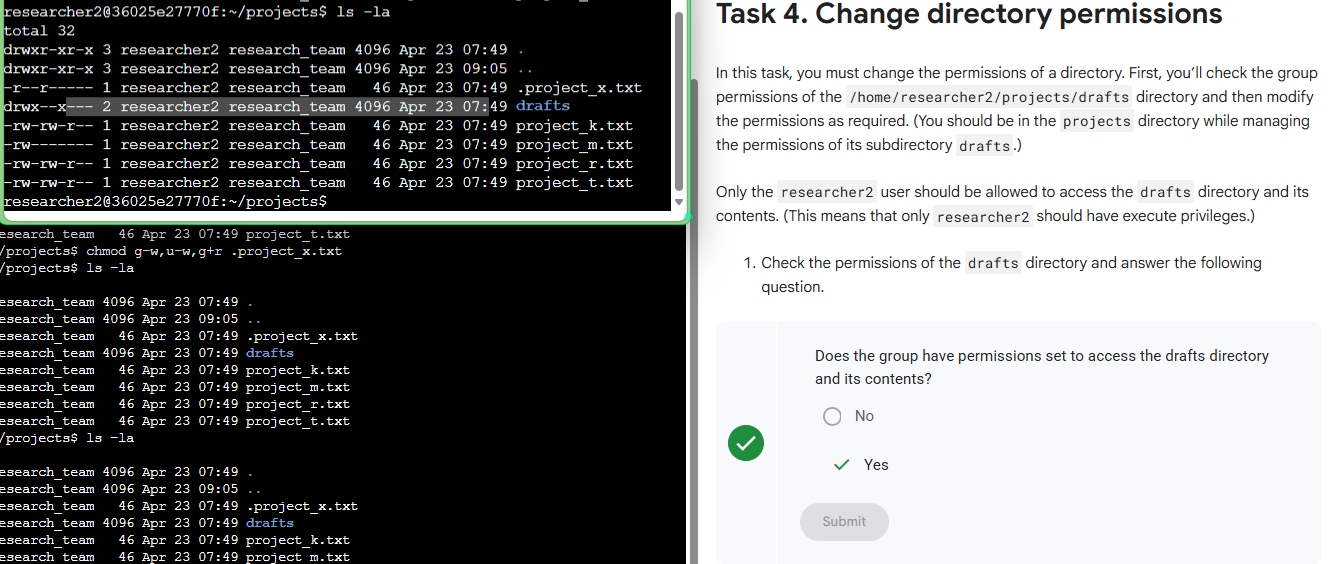 researcher2@36025e27770f:~/projects$ ls -la
total 32
drwxr-xr-x 3 researcher2 research_team 4096 Apr 23 07:49 .
drwxr-xr-x 3 researcher2 research_team 4096 Apr 23 09:05 ..
-r--r----- 1 researcher2 research_team   46 Apr 23 07:49 .project_x.txt
drwx--x--- 2 researcher2 research_team 4096 Apr 23 07:49 drafts
-rw-rw-r-- 1 researcher2 research_team   46 Apr 23 07:49 project_k.txt
-rw------- 1 researcher2 research_team   46 Apr 23 07:49 project_m.txt
-rw-rw-r-- 1 researcher2 research_team   46 Apr 23 07:49 project_r.txt
-rw-rw-r-- 1 researcher2 research_team   46 Apr 23 07:49 project_t.txt
researcher2@36025e27770f:~/projects$
esearch_team   46 Apr 23 07:49 project_t.txt
/projects$ chmod g-w,u-w,g+r .project_x.txt
/projects$ ls -la
esearch_team 4096 Apr 23 07:49 .
esearch_team 4096 Apr 23 09:05 ..
esearch_team   46 Apr 23 07:49 .project_x.txt
esearch_team 4096 Apr 23 07:49 drafts
esearch_team   46 Apr 23 07:49 project_k.txt
esearch_team   46 Apr 23 07:49 project_m.txt
esearch_team   46 Apr 23 07:49 project_r.txt
esearch_team   46 Apr 23 07:49 project_t.txt
/projects$ ls -la
esearch_team 4096 Apr 23 07:49 .
esearch_team 4096 Apr 23 09:05 ..
esearch_team   46 Apr 23 07:49 .project_x.txt
esearch_team 4096 Apr 23 07:49 drafts
esearch_team   46 Apr 23 07:49 project_k.txt
esearch_team   46 Apr 23 07:49 project_m.txt
Task 4. Change directory permissions
In this task, you must change the permissions of a directory. First, you'll check the group
permissions of the /home/researcher2/projects/drafts directory and then modify
the permissions as required. (You should be in the projects directory while managing
the permissions of its subdirectory drafts.)
Only the researcher2 user should be allowed to access the drafts directory and its
contents. (This means that only researcher2 should have execute privileges.)
1. Check the permissions of the drafts directory and answer the following
question.
Does the group have permissions set to access the drafts directory
and its contents?
No
Yes
Submit